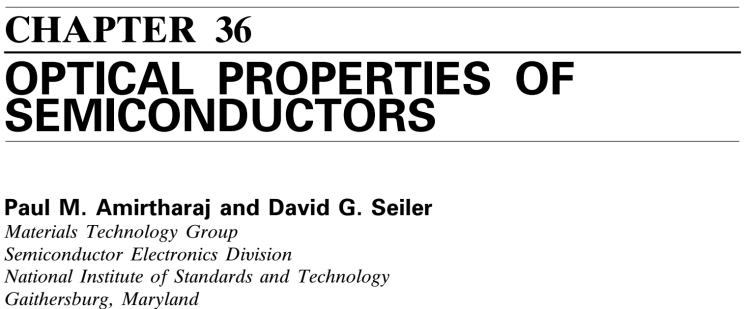 CHAPTER 36
OPTICAL PROPERTIES OF
SEMICONDUCTORS
Paul M. Amirtharaj and David G. Seiler
Materials Technology Group
Semiconductor Electronics Division
National Institute of Standards and Technology
Gaithersburg, Maryland